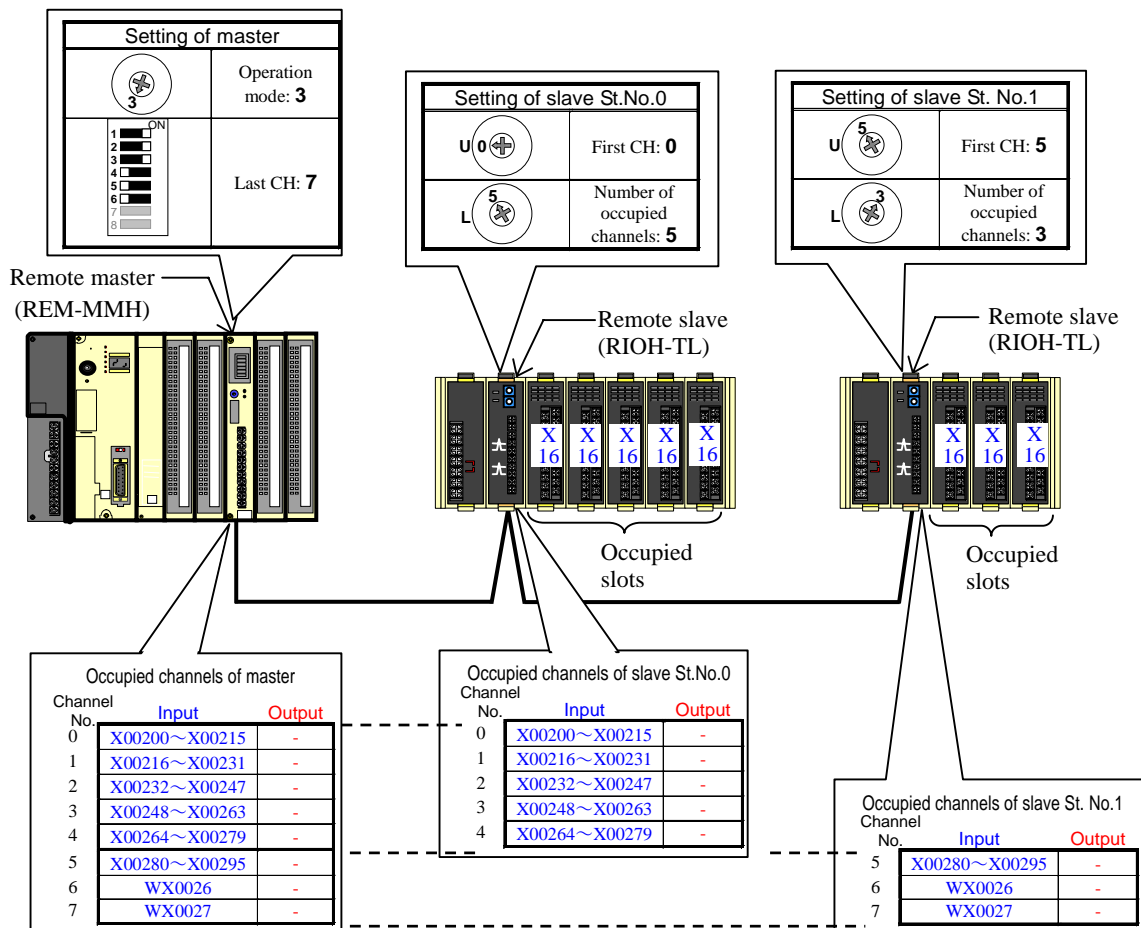 Setting of master
3
Operation
mode: 3
ON
1
2
3
4
5
6
7
8
Last CH: 7
Setting of slave St.No.0
U 0
First CH: 0
L 5
Number of
occupied
channels: 5
Setting of slave St. No.1
U 5
First CH: 5
L 3
Number of
occupied
channels: 3
Remote master
(REM-MMH)
Remote slave
(RIOH-TL)
Remote slave
(RIOH-TL)
X
16
X
16
X
16
X
16
X
16
X
16
X
16
X
16
Occupied
slots
Occupied
slots
Occupied channels of master
Channel
No. Input Output
0 X00200～X00215 -
1 X00216～X00231 -
2 X00232～X00247 -
3 X00248～X00263 -
4 X00264～X00279 -
5 X00280～X00295 -
6 WX0026 -
7 WX0027 -
Occupied channels of slave St.No.0
Channel
No. Input Output
0 X00200～X00215 -
1 X00216～X00231 -
2 X00232～X00247 -
3 X00248～X00263 -
4 X00264～X00279 -
Occupied channels of slave St. No.1
Channel
No. Input Output
5 X00280～X00295 -
6 WX0026 -
7 WX0027 -